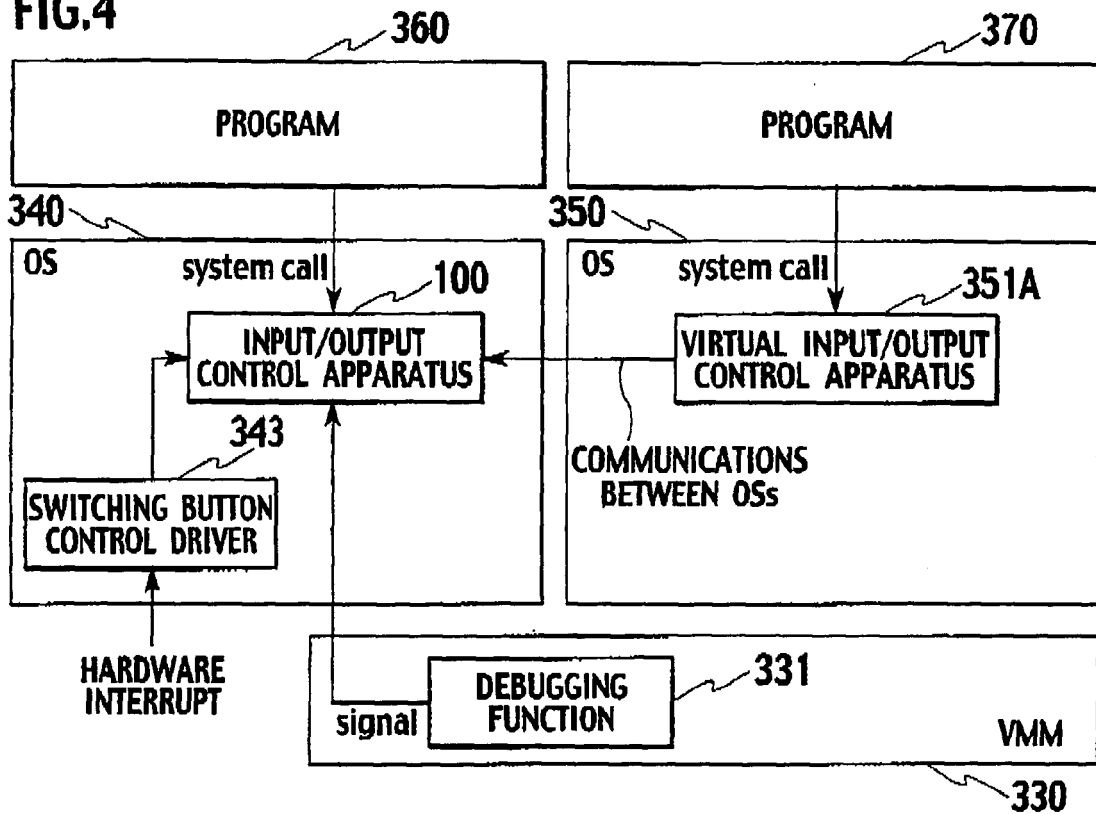 FIG.4
360
370
PROGRAM
PROGRAM
340
350
OS
system call
100
OS
system call
351A
INPUT/OUTPUT
CONTROL APPARATUS
VIRTUAL INPUT/OUTPUT
CONTROL APPARATUS
343
COMMUNICATIONS
BETWEEN OSs
SWITCHING BUTTON
CONTROL DRIVER
HARDWARE
INTERRUPT
signal
DEBUGGING
FUNCTION
331
VMM
330